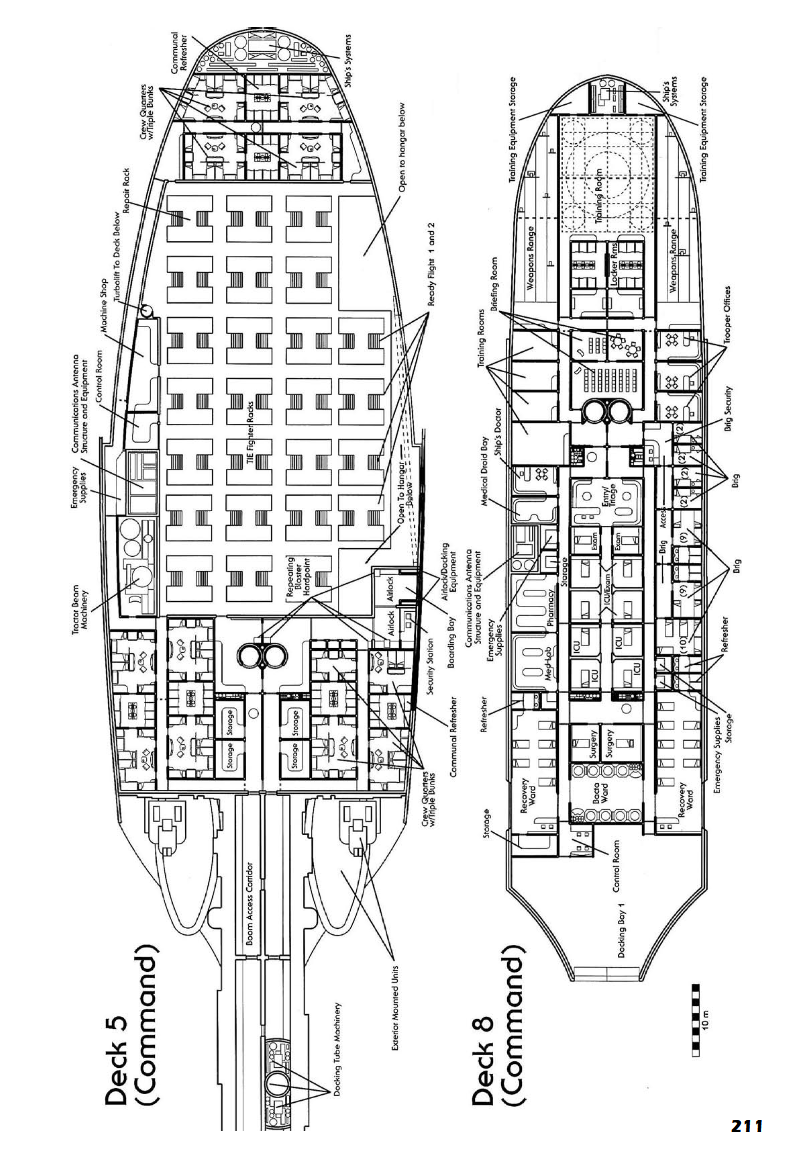 Deck 5
(Command)
Communal
Refresher
Ship's Systems
Crew Quarters
w/Triple Bunks
Repair Rack
Open to hangar below
Turbolift To Deck Below
Machine Shop
Ready Flight 1 and 2
Control Room
Communications Antenna
Structure and Equipment
Emergency
Supplies
TIE Fighter Racks
Open To Hangar
Below
Tractor Beam
Machinery
Repeating
Blaster
Hardpoint
Airlock
Airlock
Airlock/Docking
Equipment
Boarding Bay
Security Station
Communal Refresher
Storage
Storage
Storage
Storage
Crew Quarters
w/Triple Bunks
Boom Access Corridor
Exterior Mounted Units
Docking Tube Machinery
Deck 8
(Command)
Training Equipment Storage
Ship's
Systems
Training Equipment Storage
Training Room
Weapons Range
Weapons Range
Locker Rms
Briefing Room
Training Rooms
Trooper Offices
Ship's Doctor
Brig Security
Medical Droid Bay
(2)
(2)
(2)
(2)
Brig
Entry/
Triage
Access
Brig
Communications Antenna
Structure and Equipment
Storage
Exam
Exam
(9)
(9)
(10)
Brig
Emergency
Supplies
Pharmacy
ICU/Exam
Med Lab
ICU
ICU
ICU
ICU
Refresher
Refresher
Storage
Emergency Supplies
Surgery
Surgery
Recovery
Ward
Bacta
Ward
Recovery
Ward
Storage
Control Room
Docking Bay 1
10 m
211